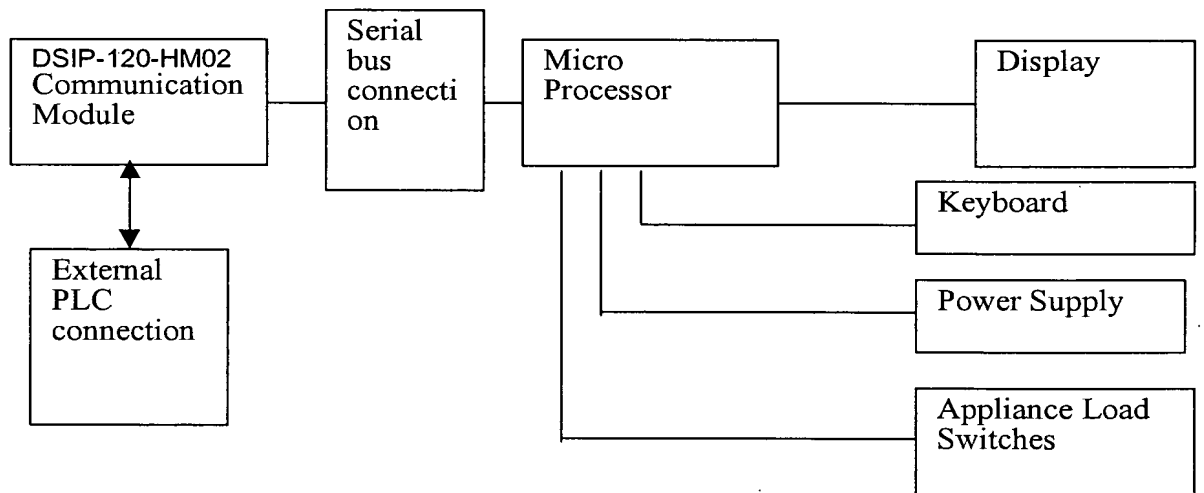 DSIP-120-HM02
Communication
Module
Serial
bus
connecti
on
Micro
Processor
Display
Keyboard
Power Supply
Appliance Load
Switches
External
PLC
connection